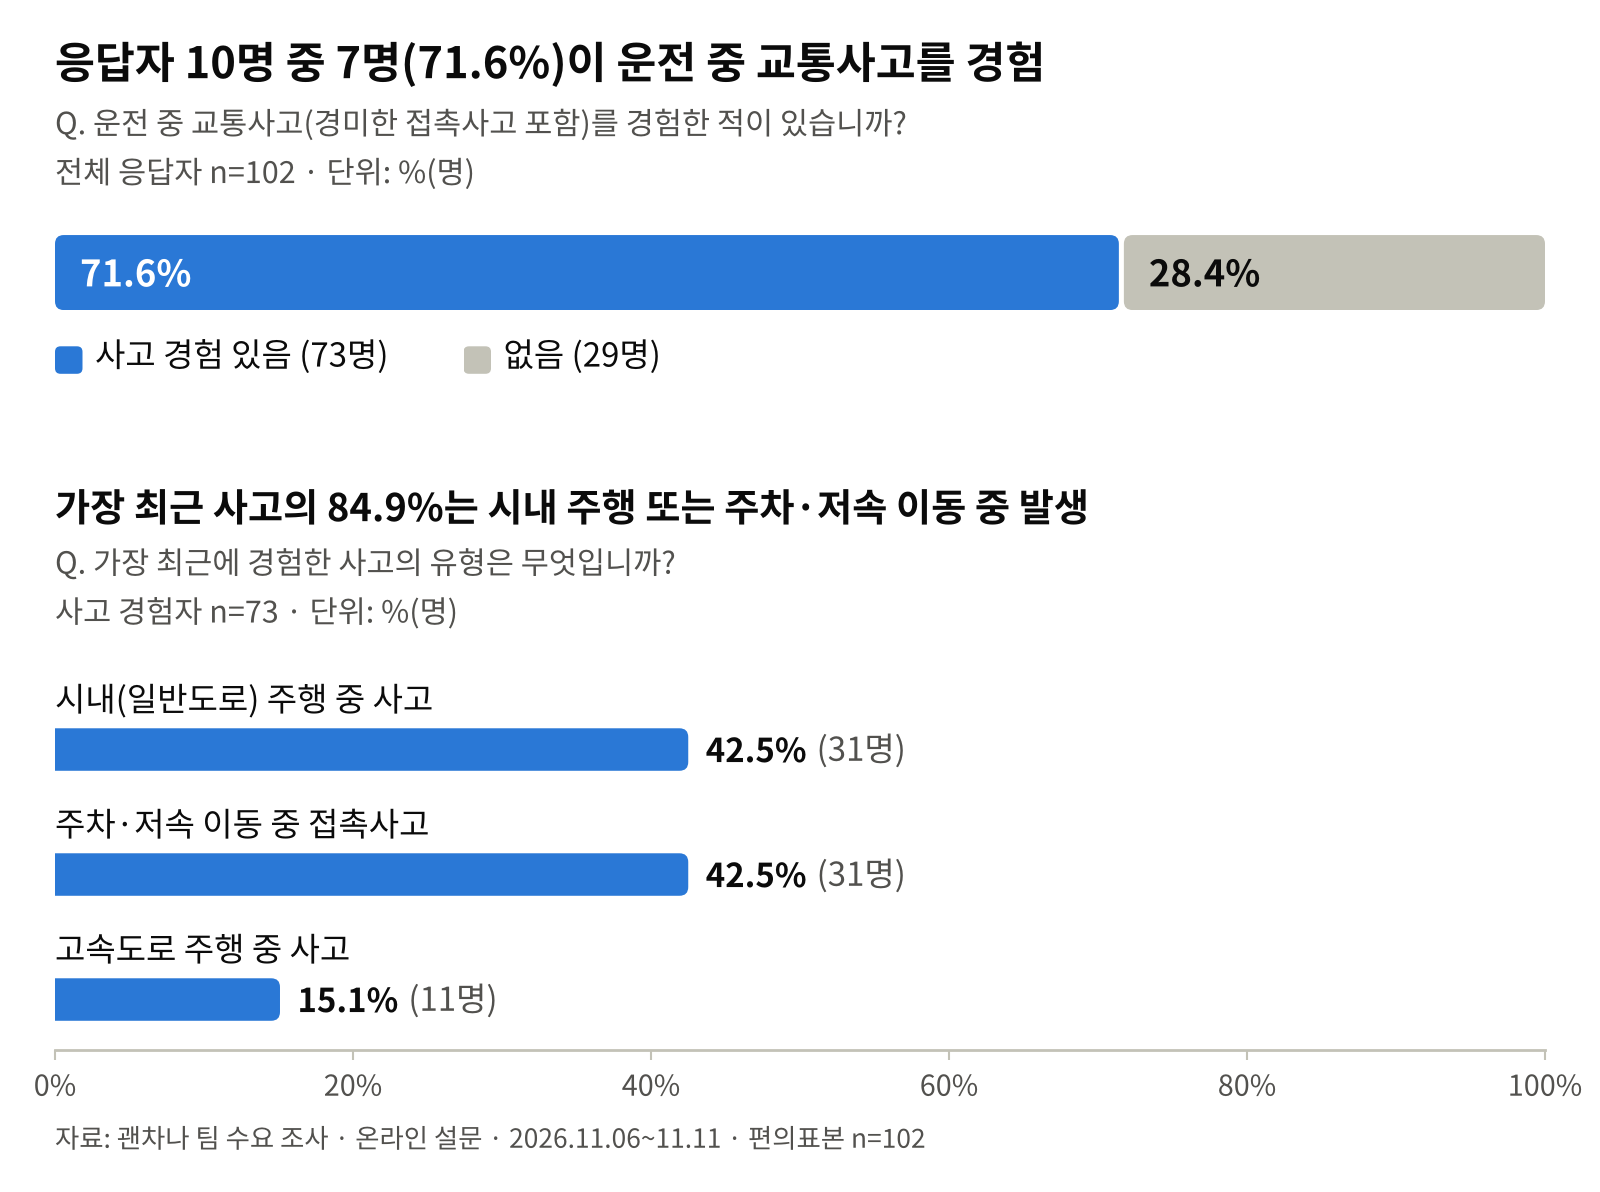 응답자 10명 중 7명(71.6%)이 운전 중 교통사고를 경험
Q. 운전 중 교통사고(경미한 접촉사고 포함)를 경험한 적이 있습니까?
전체 응답자 n=102 · 단위: %(명)
71.6% 28.4%
사고 경험 있음 (73명) 없음 (29명)
가장 최근 사고의 84.9%는 시내 주행 또는 주차·저속 이동 중 발생
Q. 가장 최근에 경험한 사고의 유형은 무엇입니까?
사고 경험자 n=73 · 단위: %(명)
시내(일반도로) 주행 중 사고
42.5% (31명)
주차·저속 이동 중 접촉사고
42.5% (31명)
고속도로 주행 중 사고
15.1% (11명)
0% 20% 40% 60% 80% 100%
자료: 괜차나 팀 수요 조사 · 온라인 설문 · 2026.11.06~11.11 · 편의표본 n=102